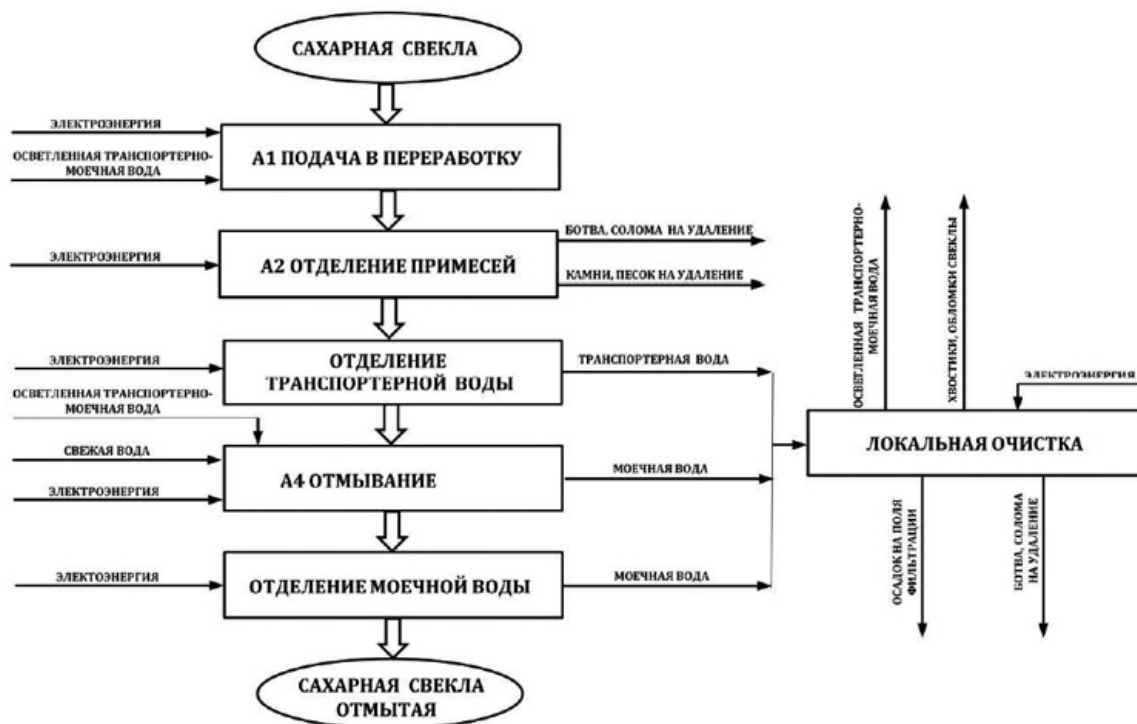 САХАРНАЯ СВЕКЛА
ЭЛЕКТРОЭНЕРГИЯ
ОСВЕТЛЕННАЯ ТРАНСПОРТЕРНО-
МОЕЧНАЯ ВОДА
А1 ПОДАЧА В ПЕРЕРАБОТКУ
ЭЛЕКТРОЭНЕРГИЯ
А2 ОТДЕЛЕНИЕ ПРИМЕСЕЙ
БОТВА, СОЛОМА НА УДАЛЕНИЕ
КАМНИ, ПЕСОК НА УДАЛЕНИЕ
ЭЛЕКТРОЭНЕРГИЯ
ОТДЕЛЕНИЕ
ТРАНСПОРТЕРНОЙ ВОДЫ
ТРАНСПОРТЕРНАЯ ВОДА
ОСВЕТЛЕННАЯ ТРАНСПОРТЕРНО-
МОЕЧНАЯ ВОДА
СВЕЖАЯ ВОДА
ЭЛЕКТРОЭНЕРГИЯ
А4 ОТМЫВАНИЕ
МОЕЧНАЯ ВОДА
ЭЛЕКТОЭНЕРГИЯ
ОТДЕЛЕНИЕ МОЕЧНОЙ ВОДЫ
МОЕЧНАЯ ВОДА
САХАРНАЯ СВЕКЛА
ОТМЫТАЯ
ОСВЕТЛЕННАЯ ТРАНСПОРТЕРНО-
МОЕЧНАЯ ВОДА
ХВОСТИКИ, ОБЛОМКИ СВЕКЛЫ
ЭЛЕКТРОЭНЕРГИЯ
ЛОКАЛЬНАЯ ОЧИСТКА
ОСАДОК НА ПОЛЯ
ФИЛЬТРАЦИИ
БОТВА, СОЛОМА
НА УДАЛЕНИЕ